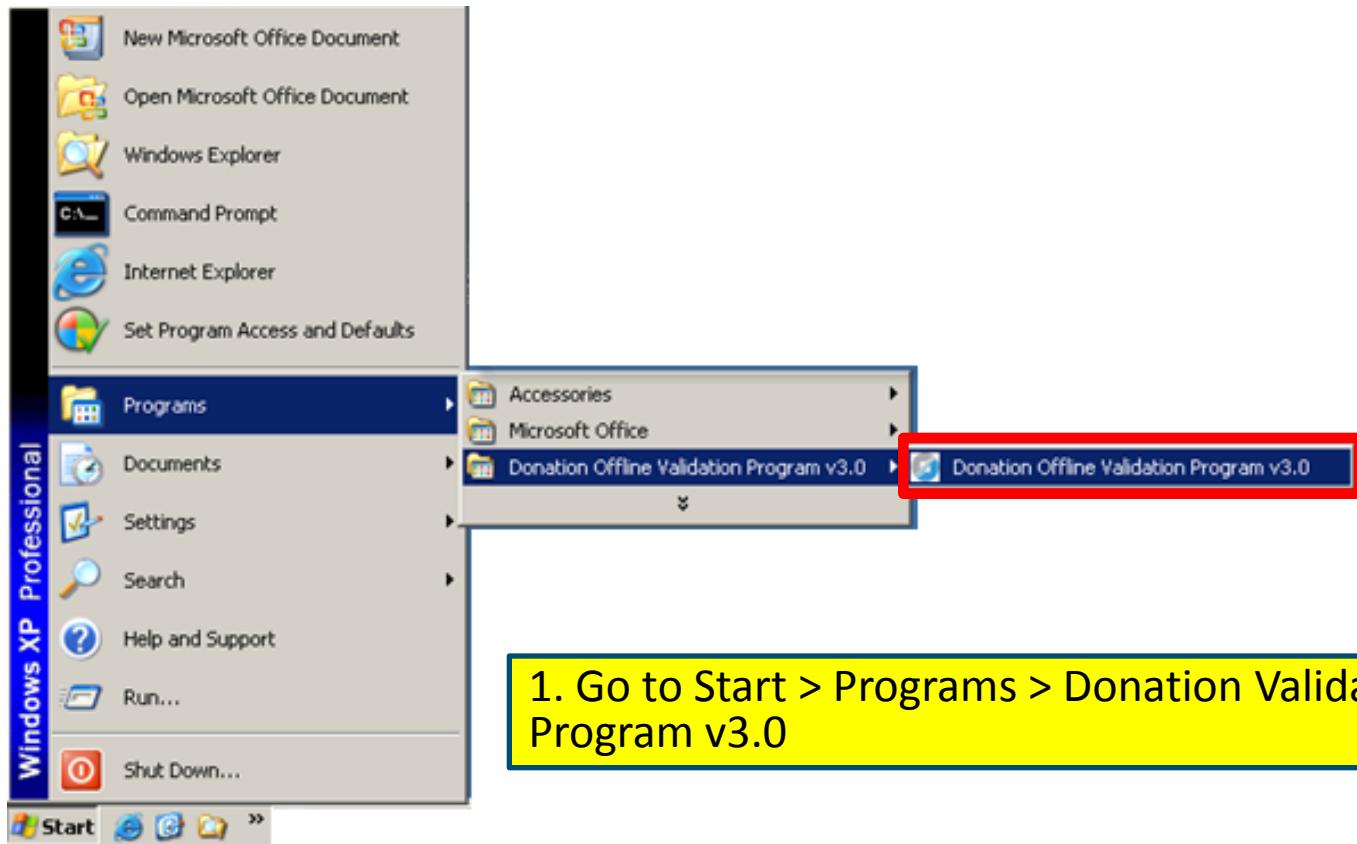 New Microsoft Office Document
Open Microsoft Office Document
Windows Explorer
C:\_
Command Prompt
Internet Explorer
Set Program Access and Defaults
Programs
Documents
Settings
Search
Help and Support
Run...
Shut Down...
Windows XP Professional
Start
»
Accessories
Microsoft Office
Donation Offline Validation Program v3.0
Donation Offline Validation Program v3.0
1. Go to Start > Programs > Donation Valida
Program v3.0